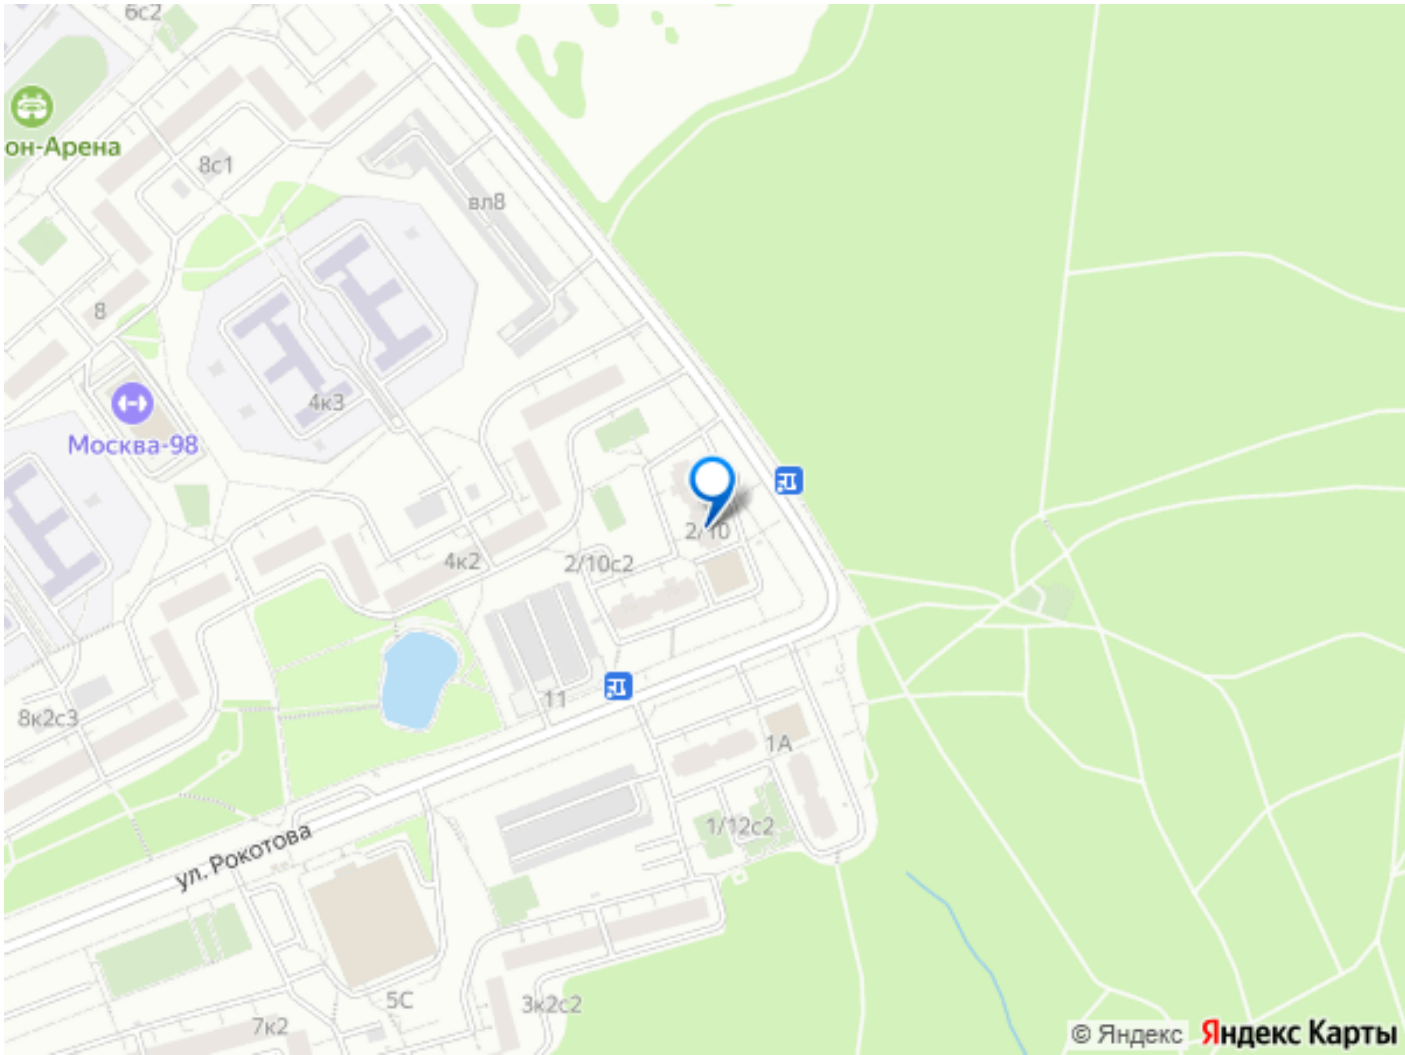 6с2
он-Арена
8с1
вл8
8
4к3
Москва-98
2/10
4к2
2/10с2
11
8к2с3
1А
1/12с2
ул. Рокотова
5С
3к2с2
7к2
© Яндекс Яндекс Карты